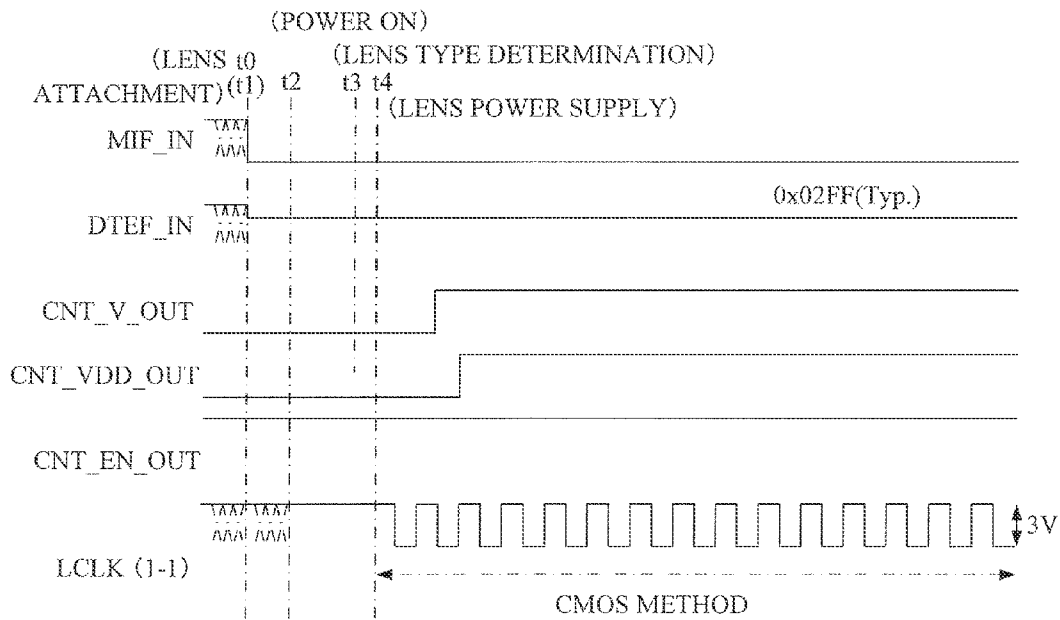 (POWER ON)
(LENS t0 (LENS TYPE DETERMINATION)
ATTACHMENT) (t1) t2 t3 t4
(LENS POWER SUPPLY)
MIF_IN
0x02FF(Typ.)
DTEF_IN
CNT_V_OUT
CNT_VDD_OUT
CNT_EN_OUT
3V
LCLK (1-1)
CMOS METHOD